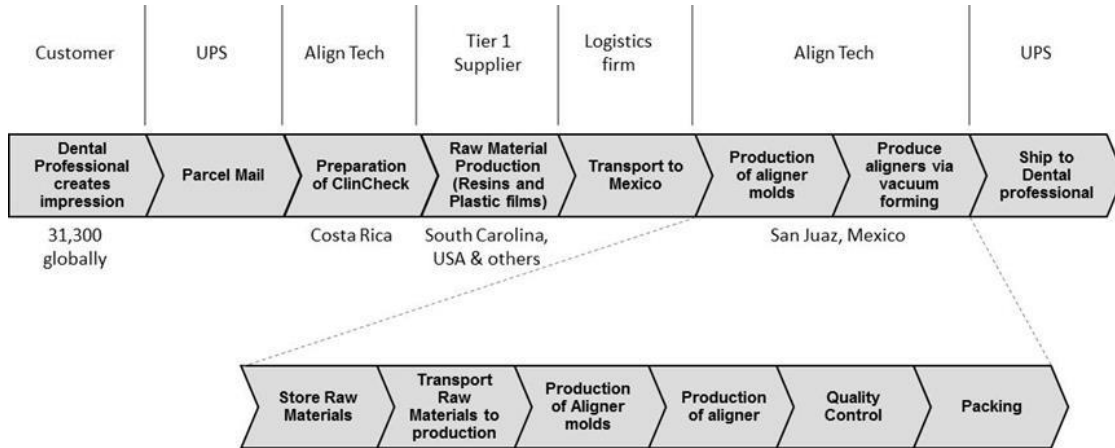 Customer
UPS
Align Tech
Tier 1
Supplier
Logistics
firm
Align Tech
UPS
Dental
Professional
creates
impression
Parcel Mail
Preparation
of ClinCheck
Raw Material
Production
(Resins and
Plastic films)
Transport to
Mexico
Production
of aligner
molds
Produce
aligners via
vacuum
forming
Ship to
Dental
professional
31,300
globally
Costa Rica
South Carolina,
USA & others
San Juaz, Mexico
Store Raw
Materials
Transport
Raw
Materials to
production
Production
of Aligner
molds
Production
of aligner
Quality
Control
Packing